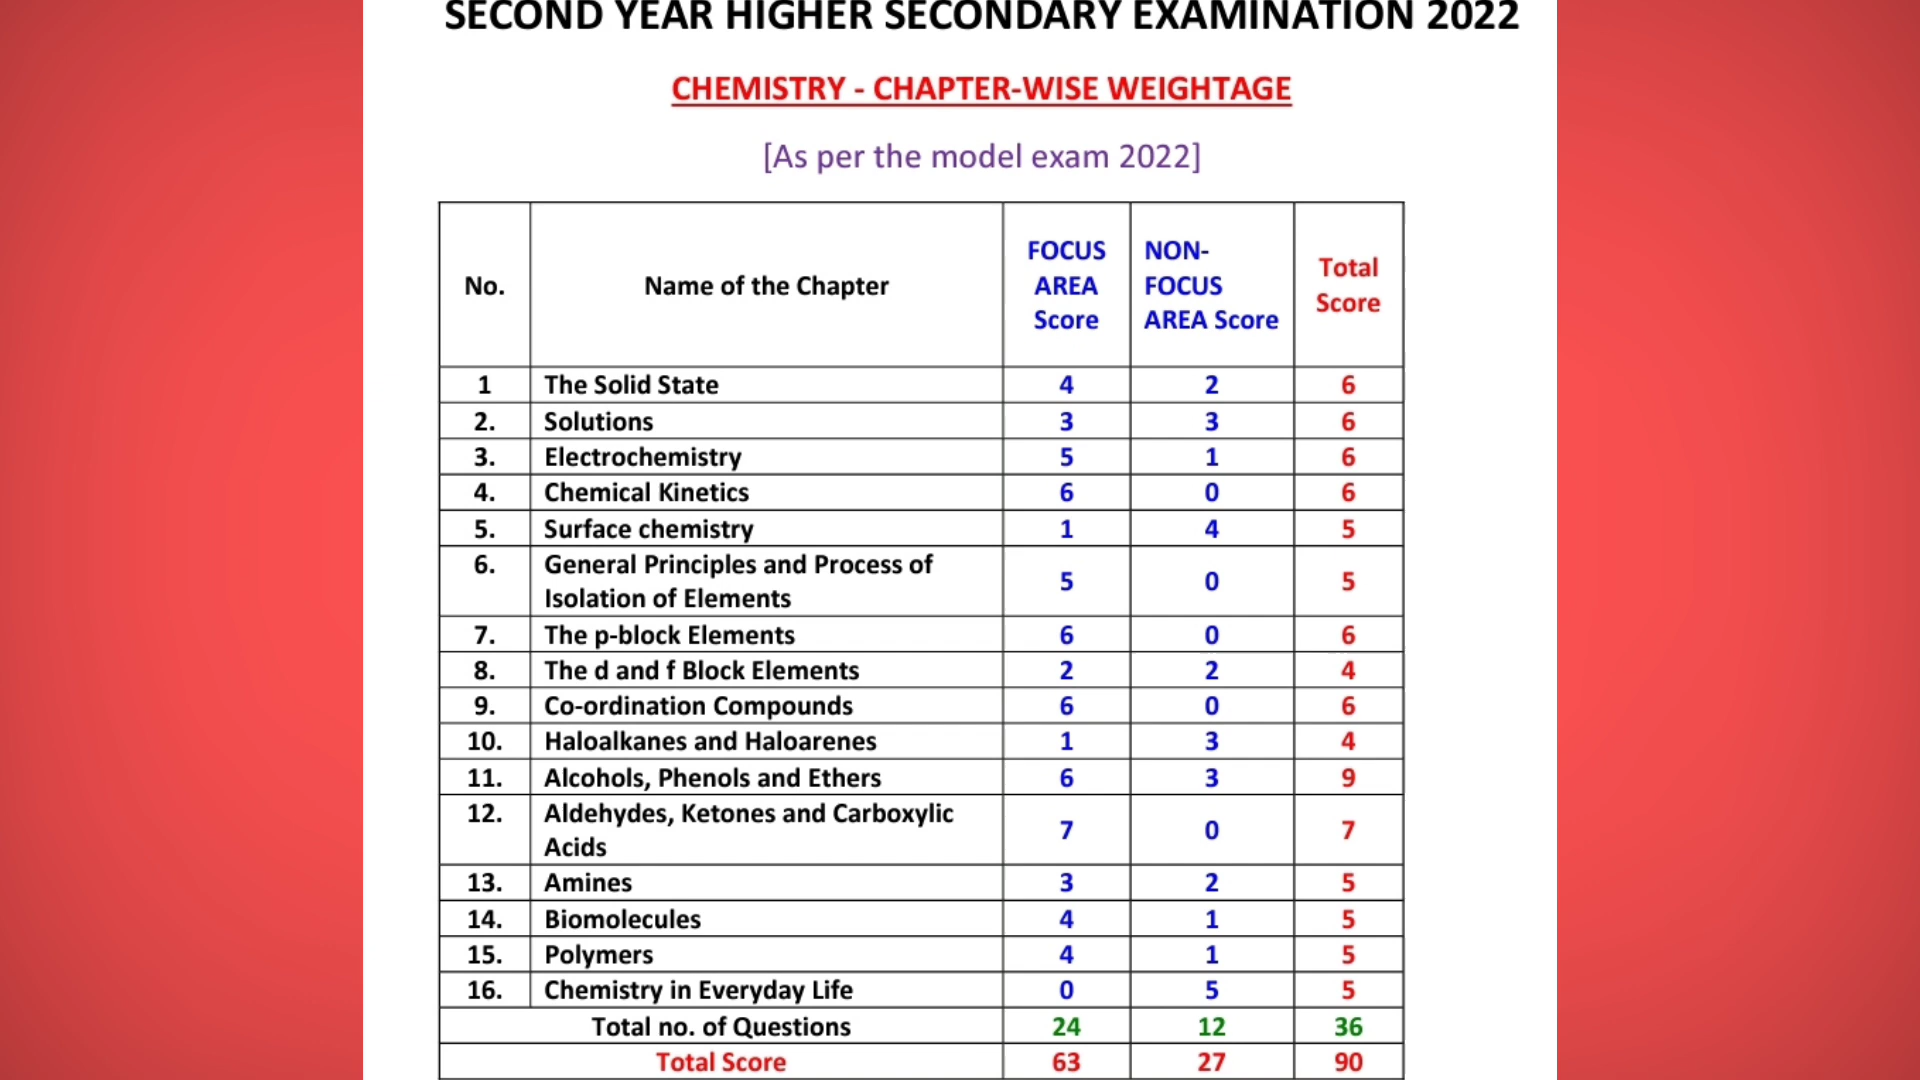 SECOND YEAR HIGHER SECONDARY EXAMINATION 2022
CHEMISTRY - CHAPTER-WISE WEIGHTAGE
[As per the model exam 2022]
No. Name of the Chapter FOCUS AREA Score NON-FOCUS AREA Score Total Score
1 The Solid State 4 2 6
2. Solutions 3 3 6
3. Electrochemistry 5 1 6
4. Chemical Kinetics 6 0 6
5. Surface chemistry 1 4 5
6. General Principles and Process of Isolation of Elements 5 0 5
7. The p-block Elements 6 0 6
8. The d and f Block Elements 2 2 4
9. Co-ordination Compounds 6 0 6
10. Haloalkanes and Haloarenes 1 3 4
11. Alcohols, Phenols and Ethers 6 3 9
12. Aldehydes, Ketones and Carboxylic Acids 7 0 7
13. Amines 3 2 5
14. Biomolecules 4 1 5
15. Polymers 4 1 5
16. Chemistry in Everyday Life 0 5 5
Total no. of Questions 24 12 36
Total Score 63 27 90